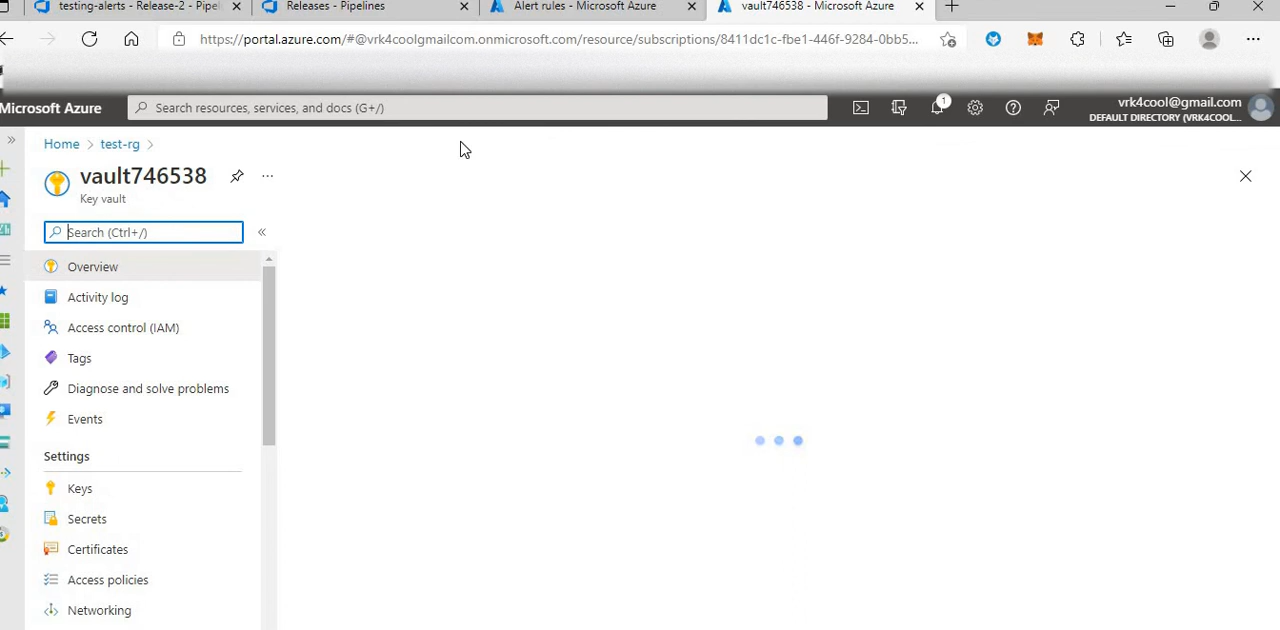 testing-alerts - Release-2 - Pipel
Releases - Pipelines
Alert rules - Microsoft Azure
vault746538 - Microsoft Azure
https://portal.azure.com/#@vrk4coolgmailcom.onmicrosoft.com/resource/subscriptions/8411dc1c-fbe1-446f-9284-0bb5...
Microsoft Azure
Search resources, services, and docs (G+/)
1
vrk4cool@gmail.com
DEFAULT DIRECTORY (VRK4COOL...
Home > test-rg >
vault746538
Key vault
Search (Ctrl+/)
Overview
Activity log
Access control (IAM)
Tags
Diagnose and solve problems
Events
Settings
Keys
Secrets
Certificates
Access policies
Networking